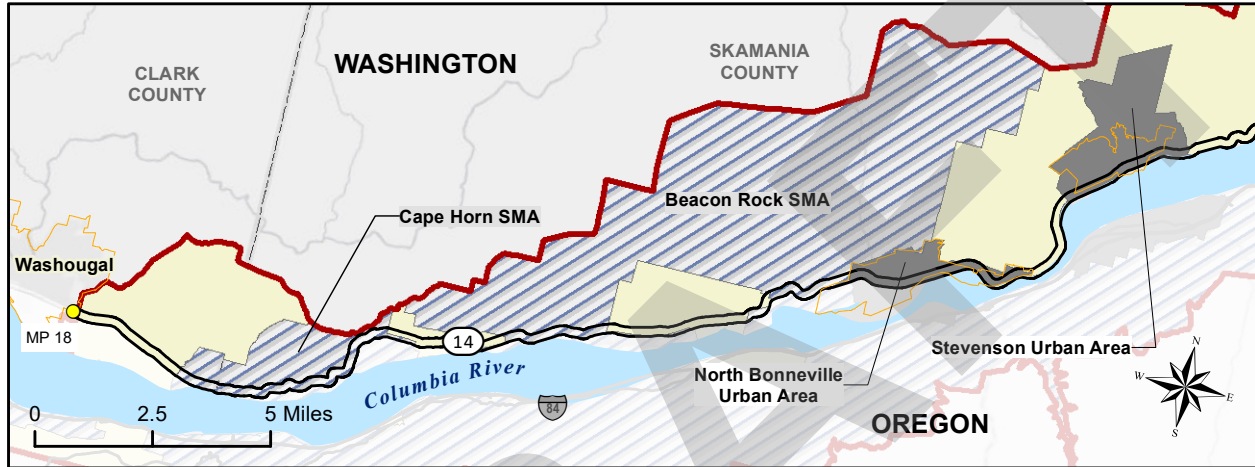 WASHINGTON
SKAMANIA
COUNTY
CLARK
COUNTY
Cape Horn SMA
Beacon Rock SMA
Washougal
MP 18
14
Columbia River
84
North Bonneville
Urban Area
Stevenson Urban Area
OREGON
N
W
E
S
0
2.5
5 Miles